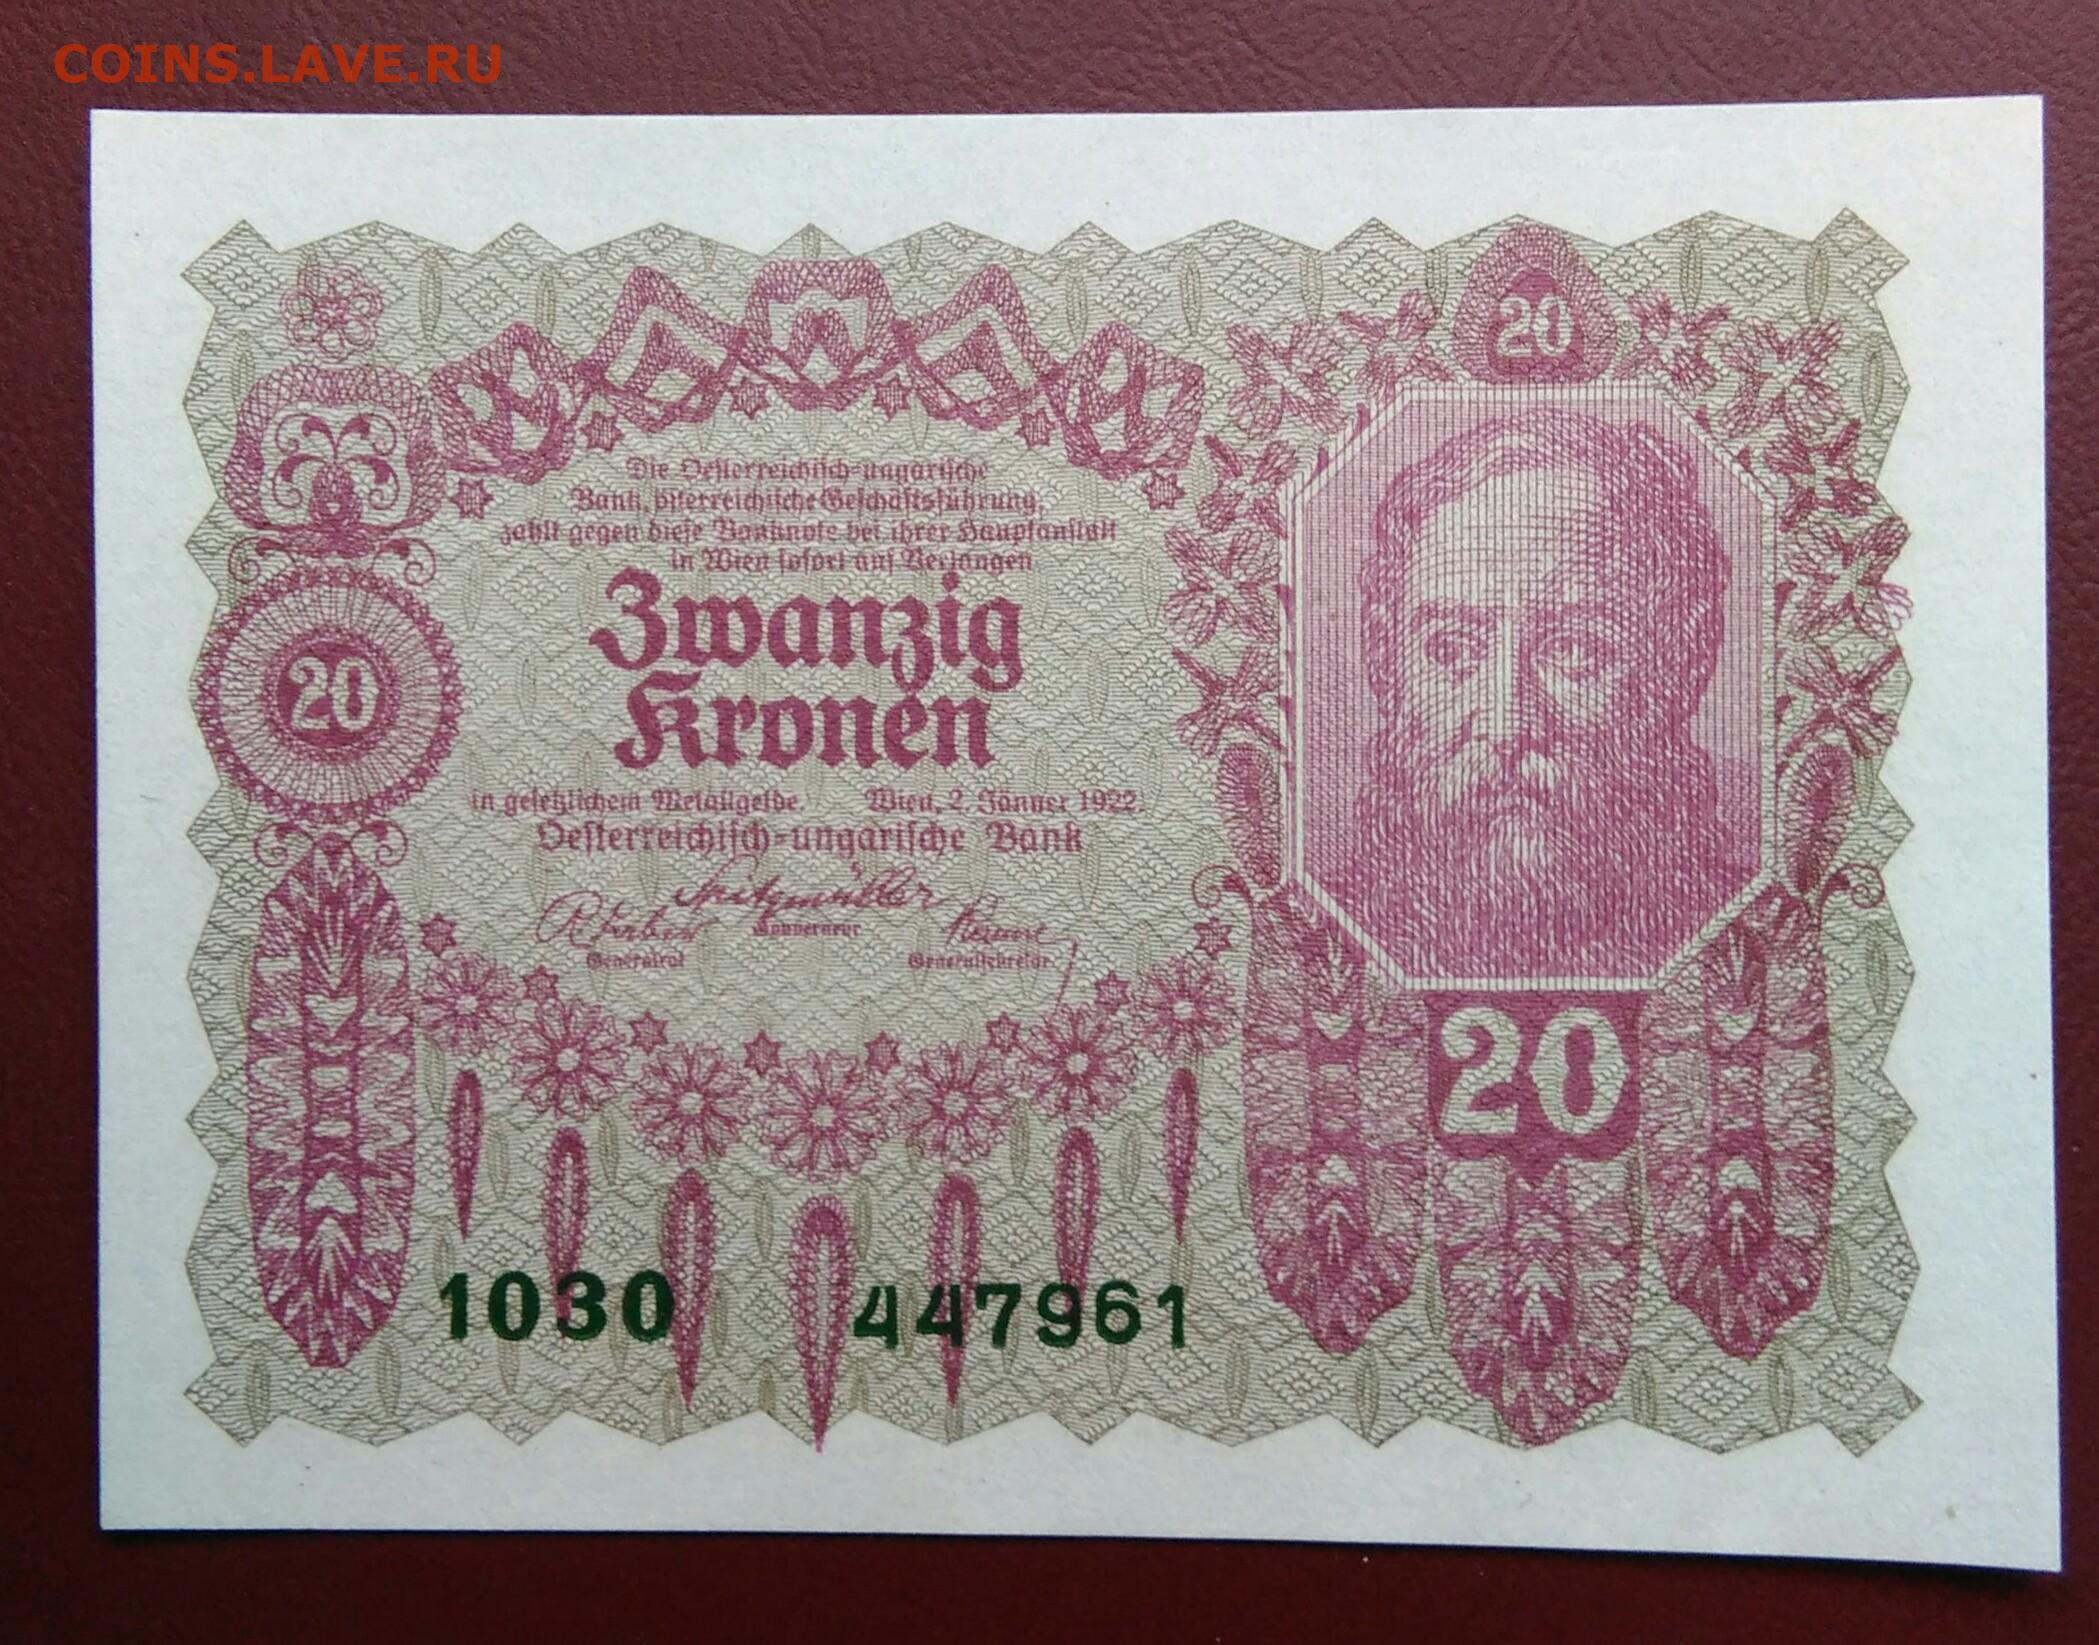 COINS.LAVE.RU
20
Die Oesterreichisch-ungarische
Bank, österreichische Geschäftsführung,
zahlt gegen diese Banknote bei ihrer Hauptanstalt
in Wien sofort auf Verlangen
Zwanzig
Kronen
20
in gesetzlichem Metallgelde. Wien, 2. Jänner 1922.
Oesterreichisch-ungarische Bank
Spitzmüller
Gouverneur
Generalrat Generalsekretär
20
1030 447961